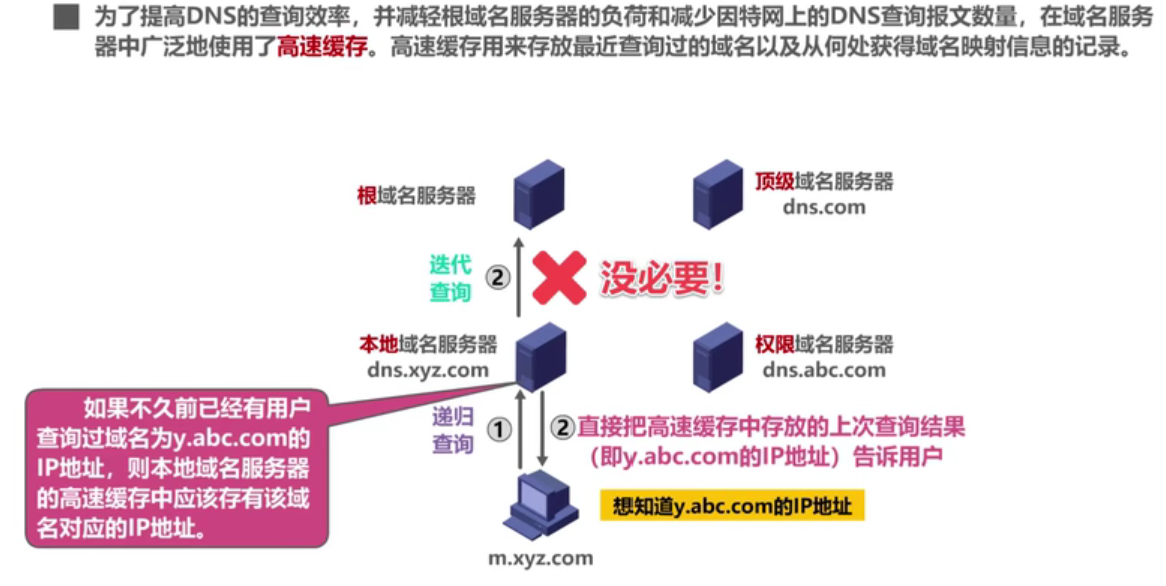 为了提高DNS的查询效率，并减轻根域名服务器的负荷和减少因特网上的DNS查询报文数量，在域名服务
器中广泛地使用了高速缓存。高速缓存用来存放最近查询过的域名以及从何处获得域名映射信息的记录。
根域名服务器
顶级域名服务器
dns.com
迭代
查询
②
没必要！
本地域名服务器
dns.xyz.com
权限域名服务器
dns.abc.com
如果不久前已经有用户
查询过域名为y.abc.com的
IP地址，则本地域名服务器
的高速缓存中应该存有该域
名对应的IP地址。
递归
查询
①
②直接把高速缓存中存放的上次查询结果
（即y.abc.com的IP地址）告诉用户
想知道y.abc.com的IP地址
m.xyz.com